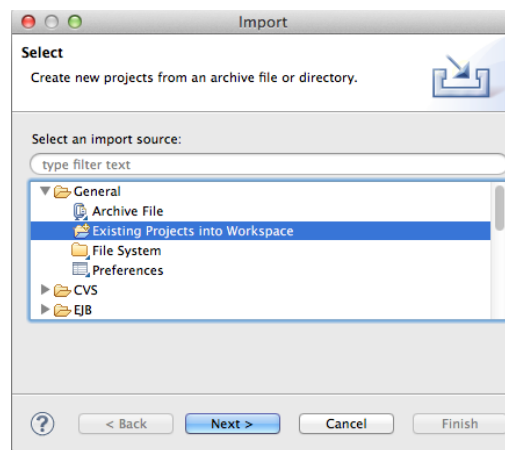 Import
Select
Create new projects from an archive file or directory.
Select an import source:
type filter text
General
Archive File
Existing Projects into Workspace
File System
Preferences
CVS
EJB
? < Back Next > Cancel Finish